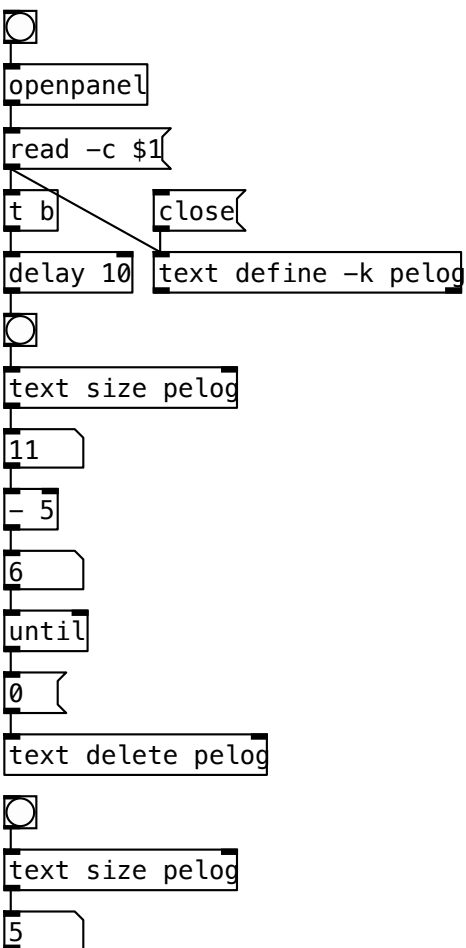 openpanel
read −c $1
t b
close
delay 10
text define −k pelog
text size pelog
11
− 5
6
until
0
text delete pelog
text size pelog
5